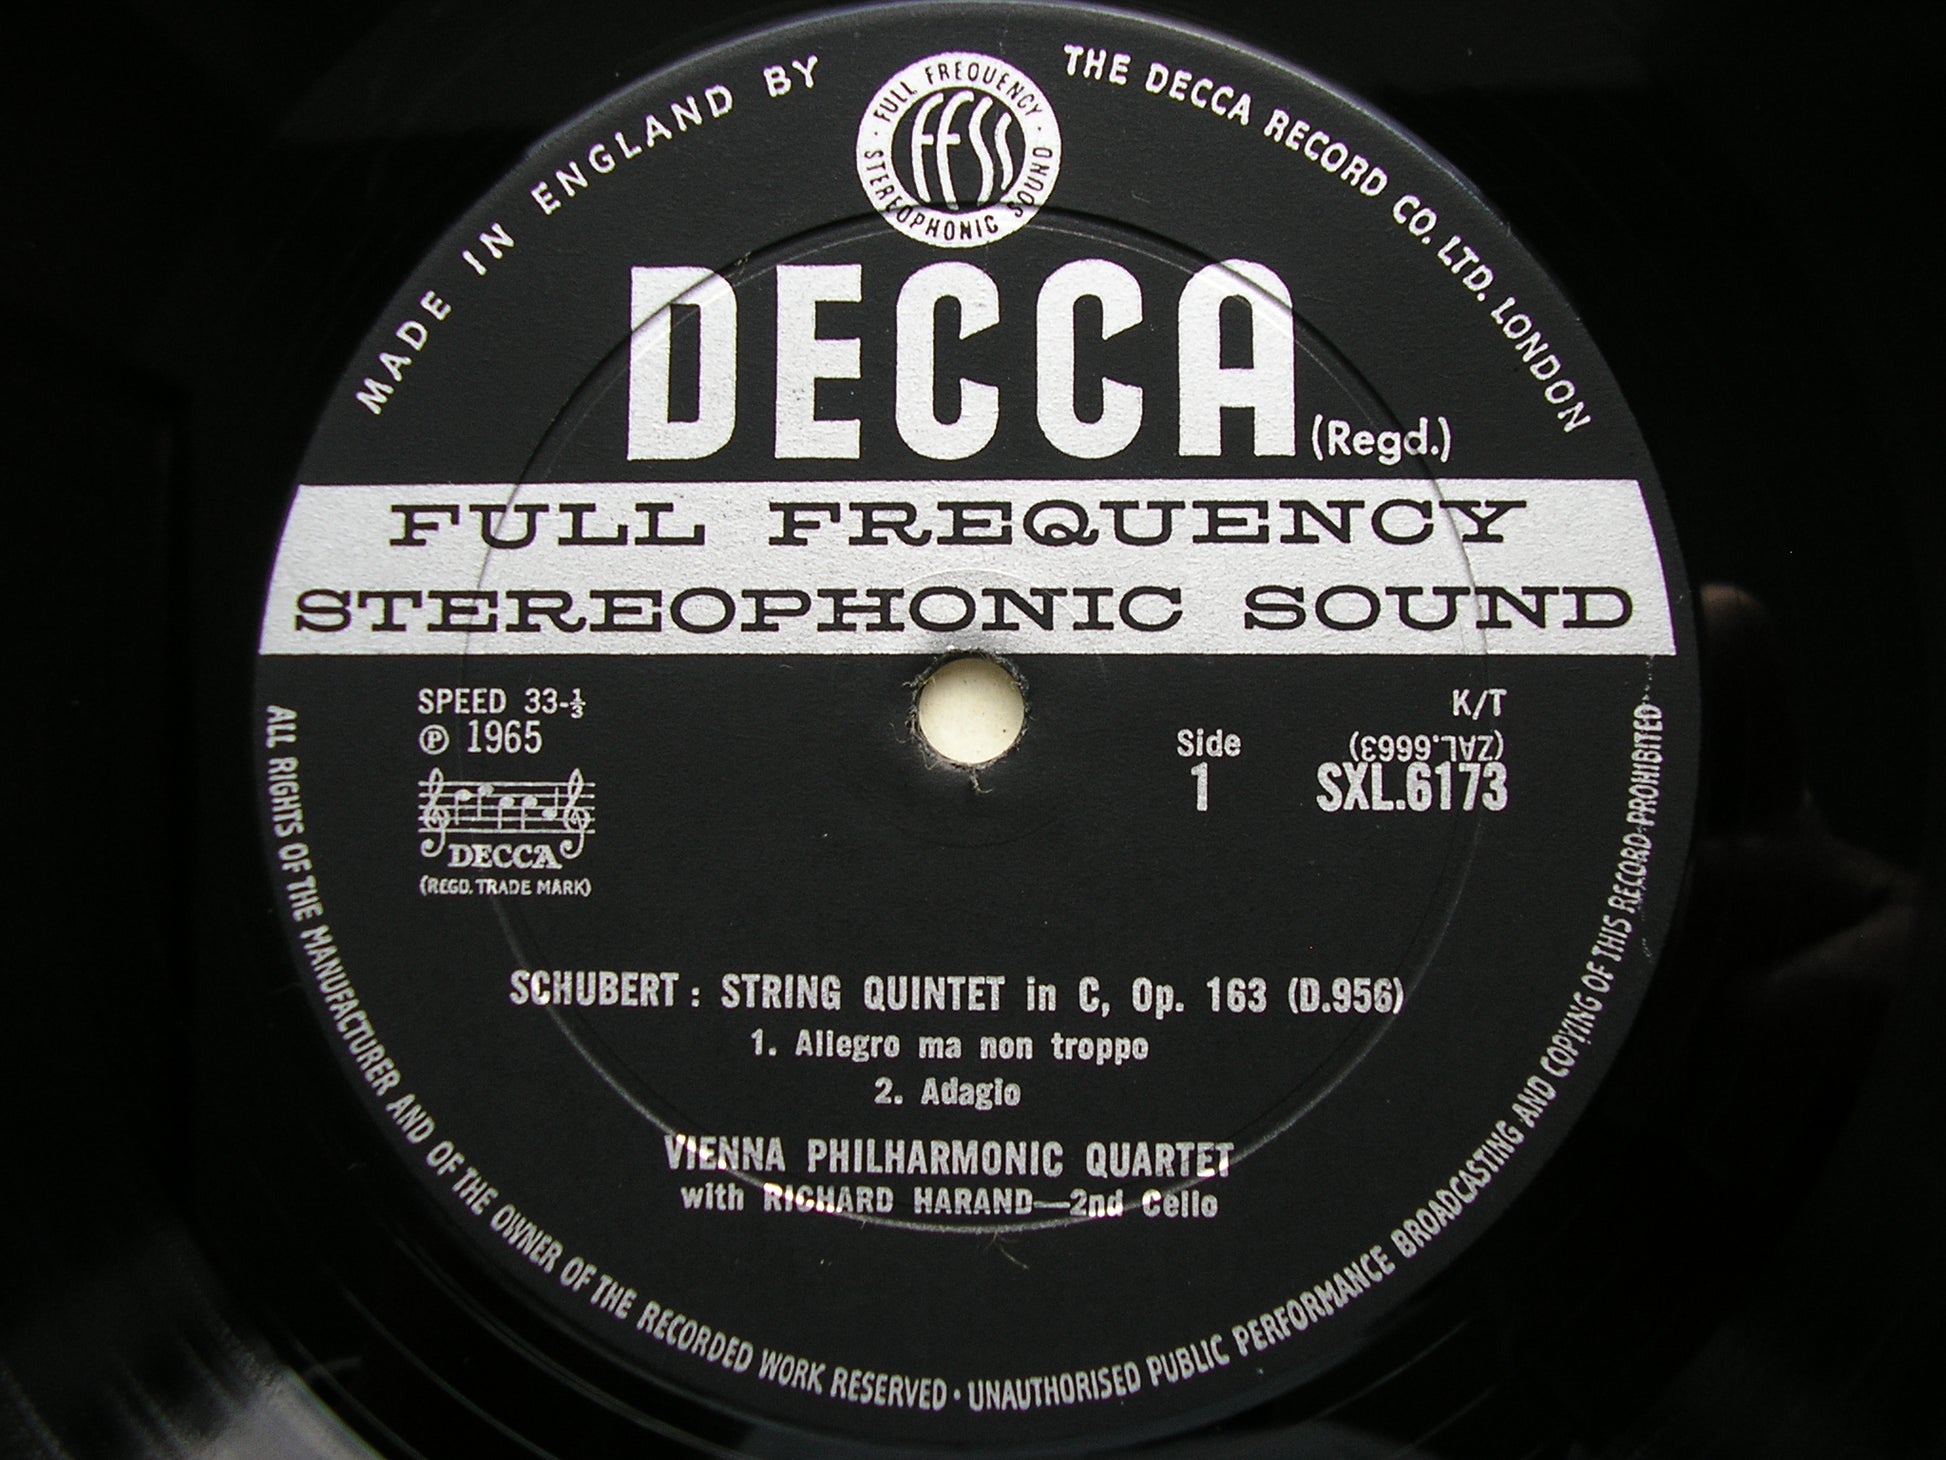 MADE IN ENGLAND BY
THE DECCA RECORD CO. LTD. LONDON
· FULL FREQUENCY ·
STEREOPHONIC SOUND
FFSS
DECCA (Regd.)
FULL FREQUENCY
STEREOPHONIC SOUND
SPEED 33-⅓
℗ 1965
DECCA
(REGD. TRADE MARK)
K/T
(ZAL.6663)
Side
1
SXL.6173
SCHUBERT : STRING QUINTET in C, Op. 163 (D.956)
1. Allegro ma non troppo
2. Adagio
VIENNA PHILHARMONIC QUARTET
with RICHARD HARAND—2nd Cello
ALL RIGHTS OF THE MANUFACTURER AND OF THE OWNER OF THE RECORDED WORK RESERVED · UNAUTHORISED PUBLIC PERFORMANCE BROADCASTING AND COPYING OF THIS RECORD PROHIBITED